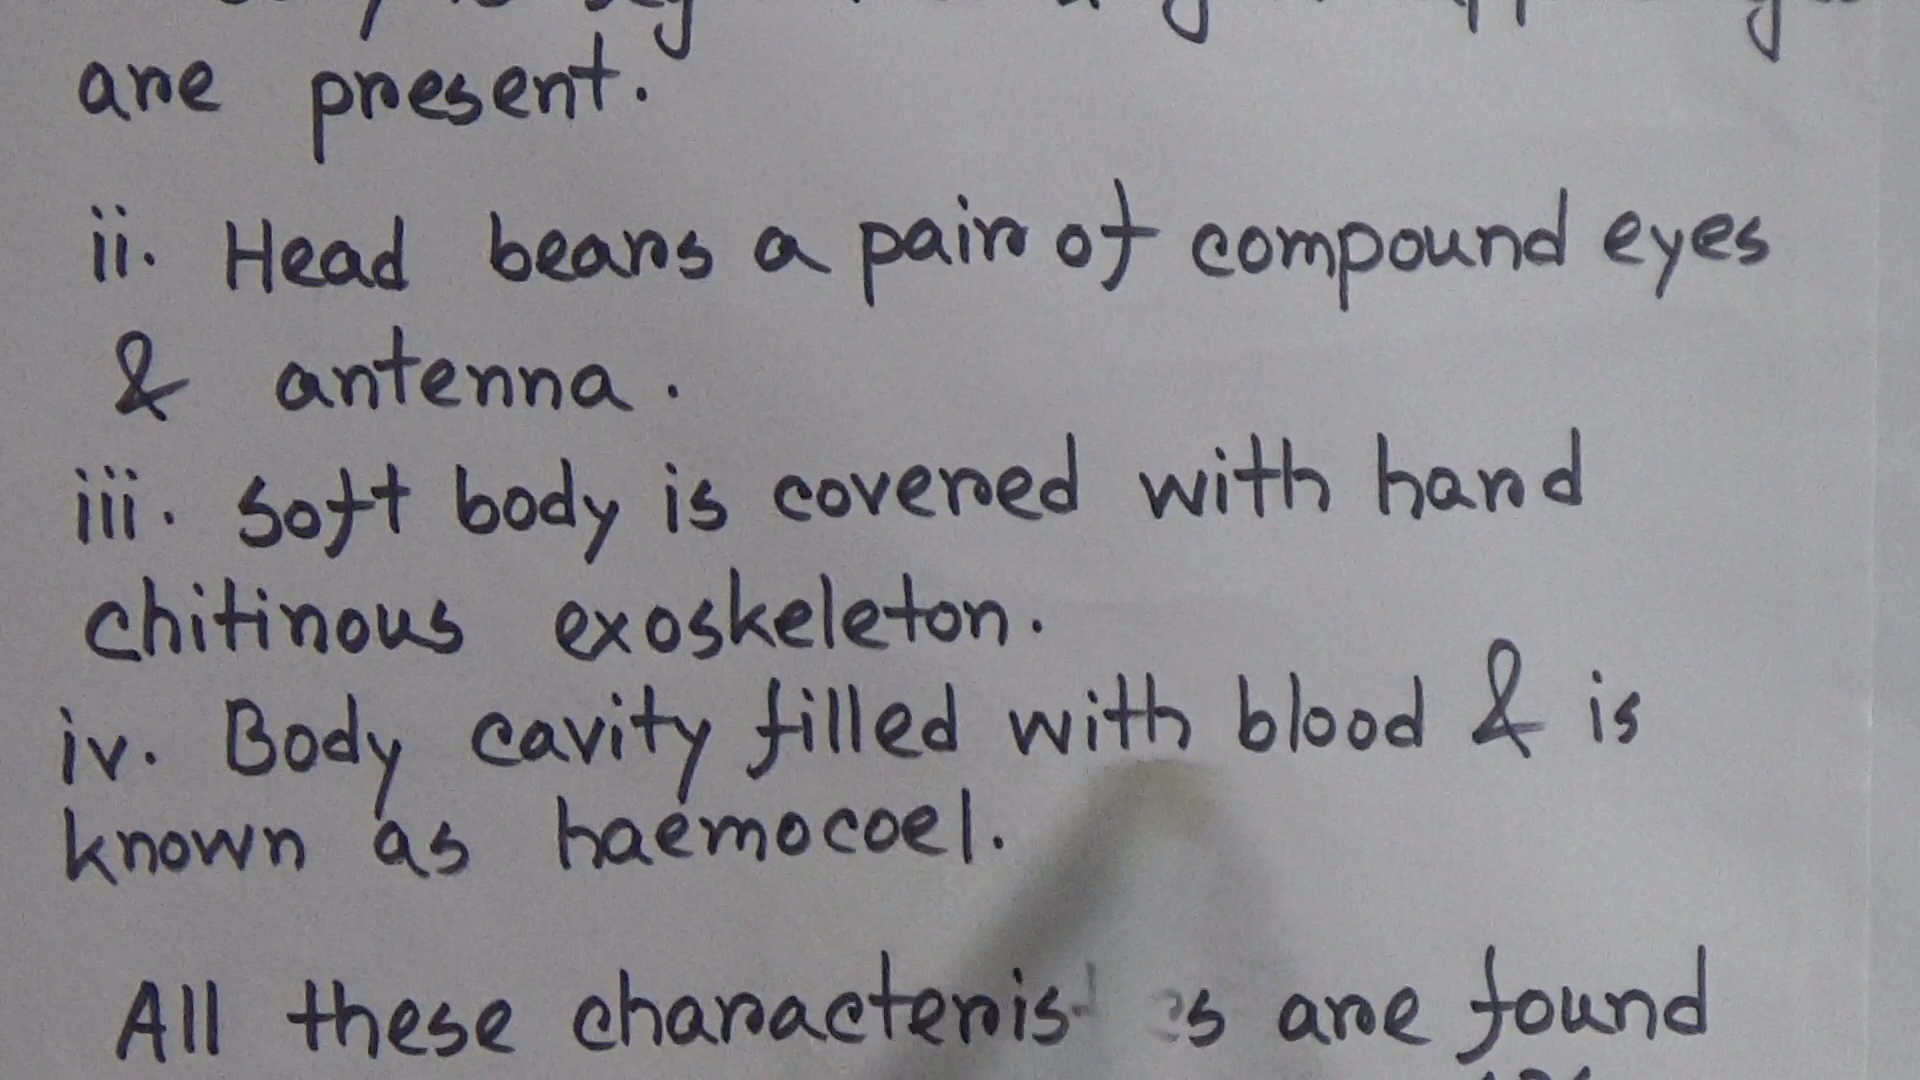 are present.
ii. Head bears a pair of compound eyes
& antenna.
iii. Soft body is covered with hard
chitinous exoskeleton.
iv. Body cavity filled with blood & is
known as haemocoel.
All these are found